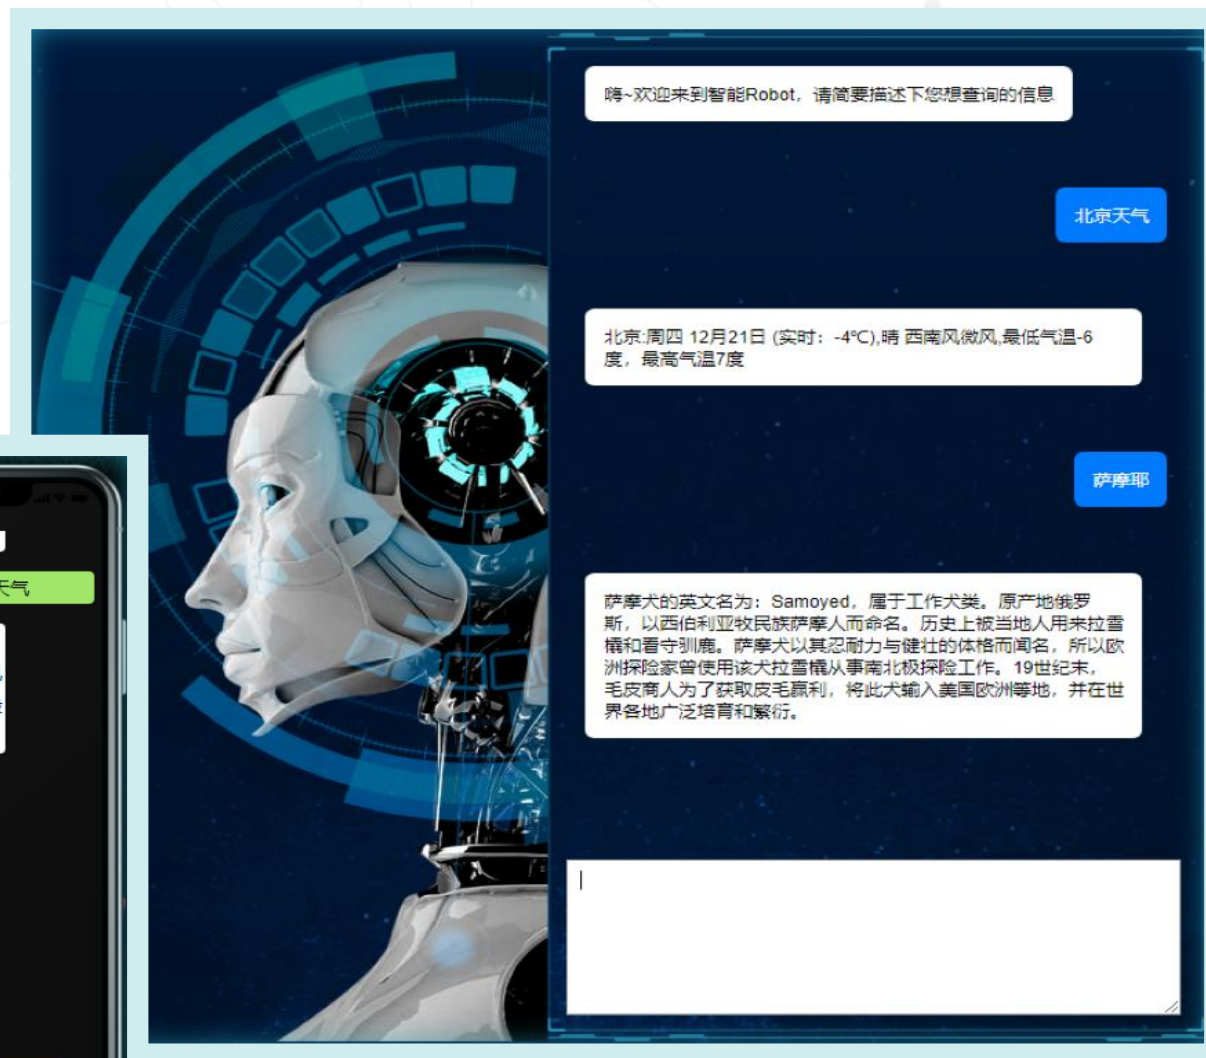 嗨~欢迎来到智能Robot，请简要描述下您想查询的信息
北京天气
北京:周四 12月21日 (实时：-4℃),晴 西南风微风,最低气温-6
度，最高气温7度
萨摩耶
萨摩犬的英文名为：Samoyed，属于工作犬类。原产地俄罗
斯，以西伯利亚牧民族萨摩人而命名。历史上被当地人用来拉雪
橇和看守驯鹿。萨摩犬以其忍耐力与健壮的体格而闻名，所以欧
洲探险家曾使用该犬拉雪橇从事南北极探险工作。19世纪末，
毛皮商人为了获取皮毛赢利，将此犬输入美国欧洲等地，并在世
界各地广泛培育和繁衍。
天气